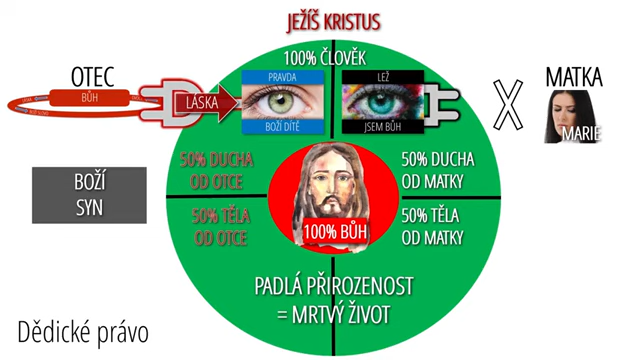 JEŽÍŠ KRISTUS
100% ČLOVĚK
OTEC
BŮH
LÁSKA
PRAVDA
BOŽÍ DÍTĚ
LEŽ
JSEM BŮH
X
MATKA
MARIE
BOŽÍ
SYN
50% DUCHA
OD OTCE
50% DUCHA
OD MATKY
50% TĚLA
OD OTCE
50% TĚLA
OD MATKY
100% BŮH
PADLÁ PŘIROZENOST
= MRTVÝ ŽIVOT
Dědické právo